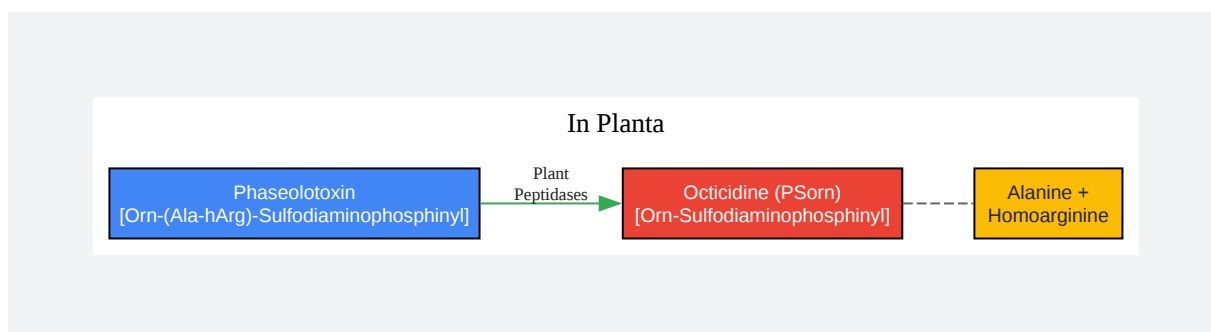 In Planta
Phaseolotoxin
[Orn-(Ala-hArg)-Sulfodiaminophosphinyl]
Plant
Peptidases
Octicidine (PSorn)
[Orn-Sulfodiaminophosphinyl]
Alanine +
Homoarginine